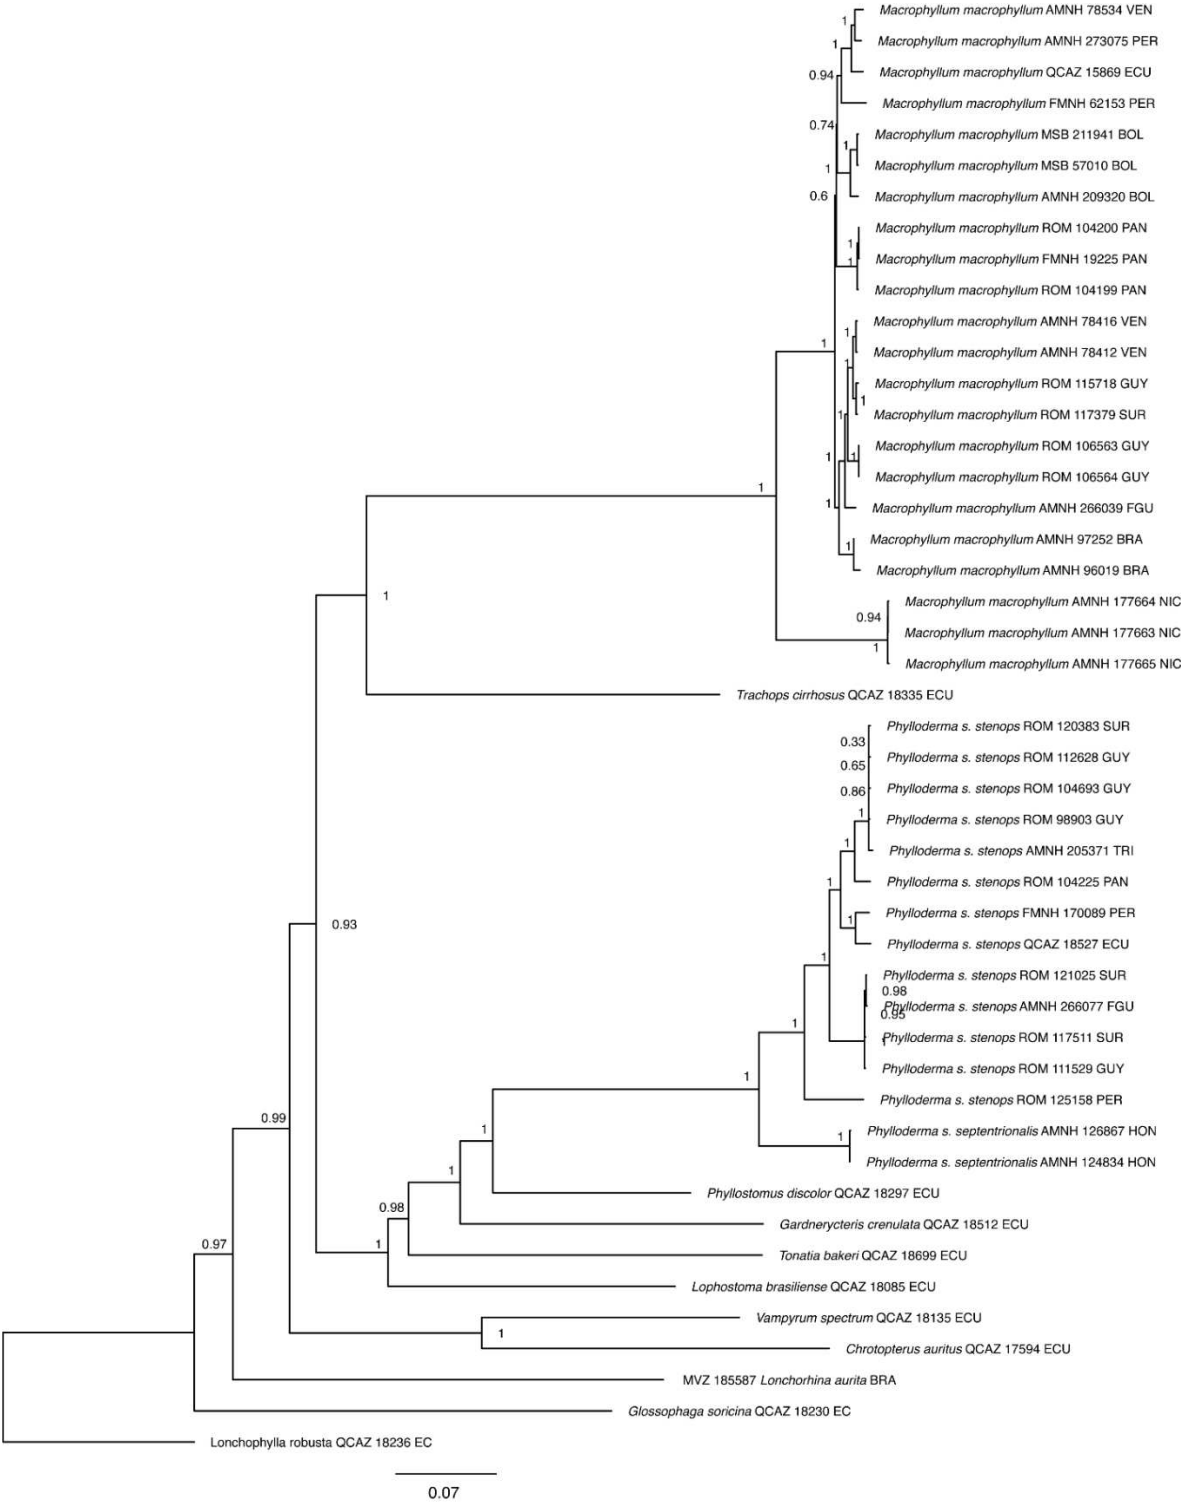 Macrophyllum macrophyllum AMNH 78534 VEN
1
Macrophyllum macrophyllum AMNH 273075 PER
1
Macrophyllum macrophyllum QCAZ 15869 ECU
0.94
Macrophyllum macrophyllum FMNH 62153 PER
0.74
Macrophyllum macrophyllum MSB 211941 BOL
1
Macrophyllum macrophyllum MSB 57010 BOL
1
Macrophyllum macrophyllum AMNH 209320 BOL
0.6
Macrophyllum macrophyllum ROM 104200 PAN
1
Macrophyllum macrophyllum FMNH 19225 PAN
1
Macrophyllum macrophyllum ROM 104199 PAN
Macrophyllum macrophyllum AMNH 78416 VEN
1
1
Macrophyllum macrophyllum AMNH 78412 VEN
1
Macrophyllum macrophyllum ROM 115718 GUY
1
Macrophyllum macrophyllum ROM 117379 SUR
1
Macrophyllum macrophyllum ROM 106563 GUY
1
1
Macrophyllum macrophyllum ROM 106564 GUY
1
1
Macrophyllum macrophyllum AMNH 266039 FGU
Macrophyllum macrophyllum AMNH 97252 BRA
1
Macrophyllum macrophyllum AMNH 96019 BRA
1
Macrophyllum macrophyllum AMNH 177664 NIC
0.94
Macrophyllum macrophyllum AMNH 177663 NIC
1
Macrophyllum macrophyllum AMNH 177665 NIC
Trachops cirrhosus QCAZ 18335 ECU
Phylloderma s. stenops ROM 120383 SUR
0.33
Phylloderma s. stenops ROM 112628 GUY
0.65
Phylloderma s. stenops ROM 104693 GUY
0.86
1
Phylloderma s. stenops ROM 98903 GUY
1
Phylloderma s. stenops AMNH 205371 TRI
Phylloderma s. stenops ROM 104225 PAN
1
Phylloderma s. stenops FMNH 170089 PER
1
0.93
Phylloderma s. stenops QCAZ 18527 ECU
1
Phylloderma s. stenops ROM 121025 SUR
0.98
Phylloderma s. stenops AMNH 266077 FGU
0.95
1
Phylloderma s. stenops ROM 117511 SUR
1
Phylloderma s. stenops ROM 111529 GUY
1
Phylloderma s. stenops ROM 125158 PER
0.99
Phylloderma s. septentrionalis AMNH 126867 HON
1
1
Phylloderma s. septentrionalis AMNH 124834 HON
1
Phyllostomus discolor QCAZ 18297 ECU
0.98
Gardnerycteris crenulata QCAZ 18512 ECU
0.97
1
Tonatia bakeri QCAZ 18699 ECU
Lophostoma brasiliense QCAZ 18085 ECU
Vampyrum spectrum QCAZ 18135 ECU
1
Chrotopterus auritus QCAZ 17594 ECU
MVZ 185587 Lonchorhina aurita BRA
Glossophaga soricina QCAZ 18230 EC
Lonchophylla robusta QCAZ 18236 EC
0.07